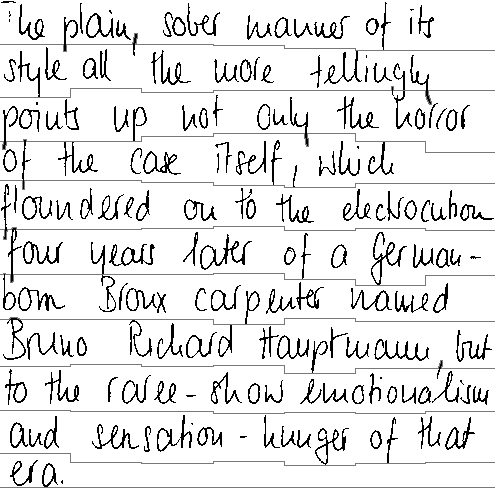 The plain, sober manner of its
style all the more tellingly
points up not only the horror
of the case itself, which
floundered on to the electrocution
four years later of a German-
born Bronx carpenter named
Bruno Richard Hauptmann, but
to the raree-show emotionalism
and sensation-hunger of that
era.